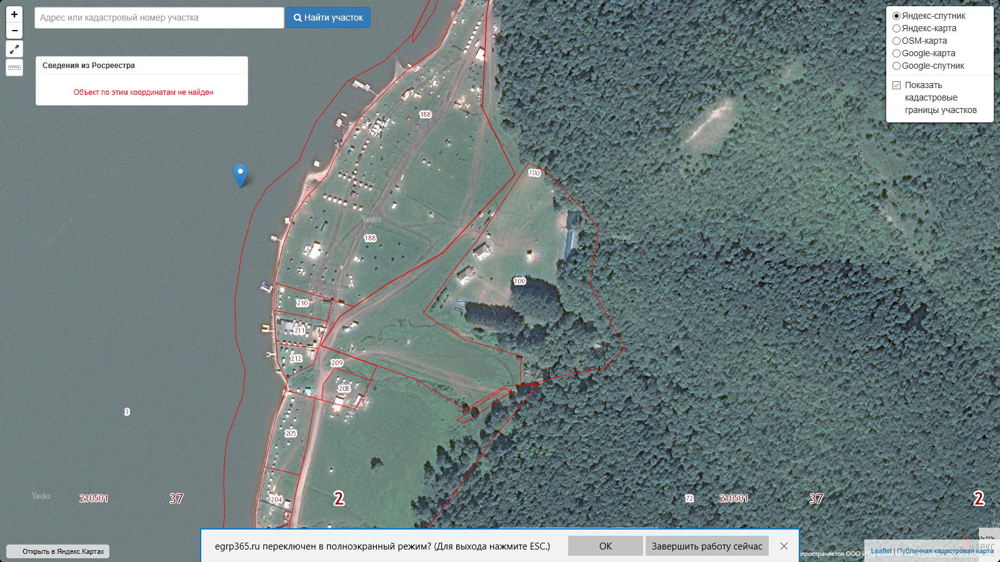 +
−
Адрес или кадастровый номер участка
Найти участок
Яндекс-спутник
Яндекс-карта
OSM-карта
Google-карта
Google-спутник
Показать
кадастровые
границы участков
Сведения из Росреестра
Объект по этим координатам не найден
188
100
Yandex
Yandex
188
100
210
211
212
209
208
3
205
Yandex
210501
37
2
204
72
210501
37
2
Открыть в Яндекс.Картах
egrp365.ru переключен в полноэкранный режим? (Для выхода нажмите ESC.)
OK
Завершить работу сейчас
Leaflet | Публичная кадастровая карта